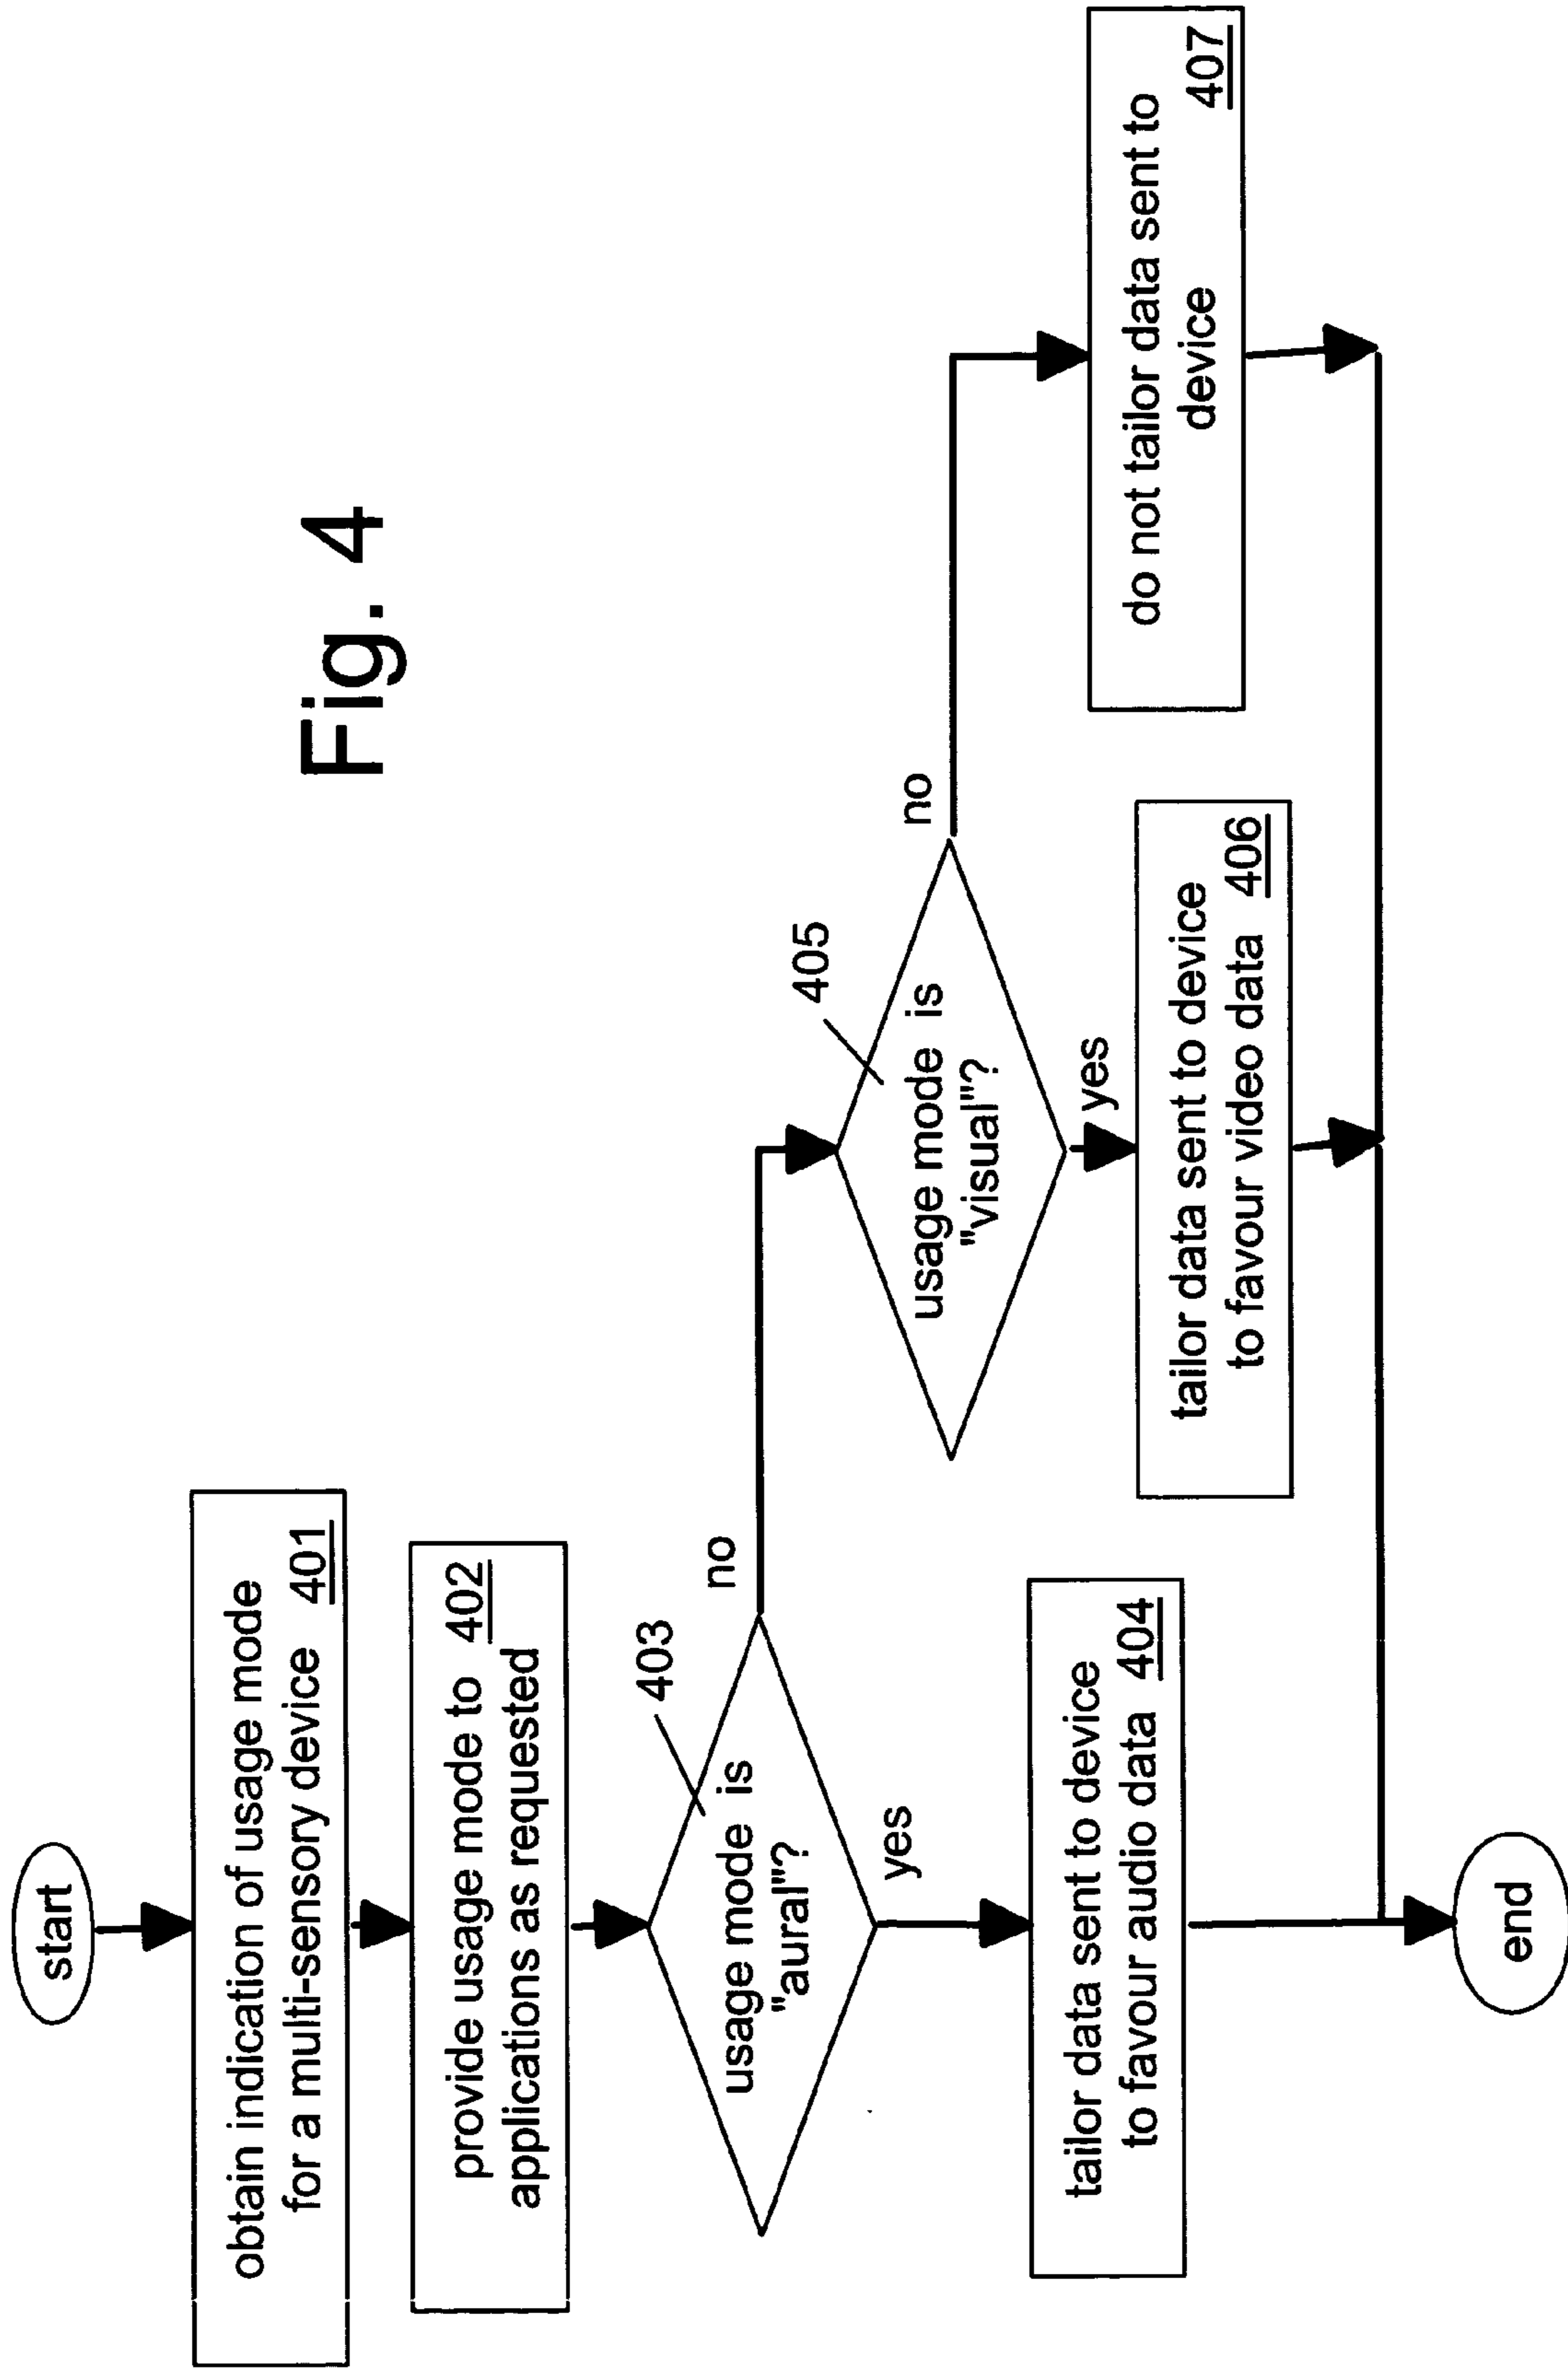 Fig. 4
start
obtain indication of usage mode
for a multi-sensory device 401
provide usage mode to 402
applications as requested
403
usage mode is
"aural"?
no
yes
tailor data sent to device
to favour audio data 404
405
usage mode is
"visual"?
no
yes
tailor data sent to device
to favour video data 406
do not tailor data sent to
device 407
end